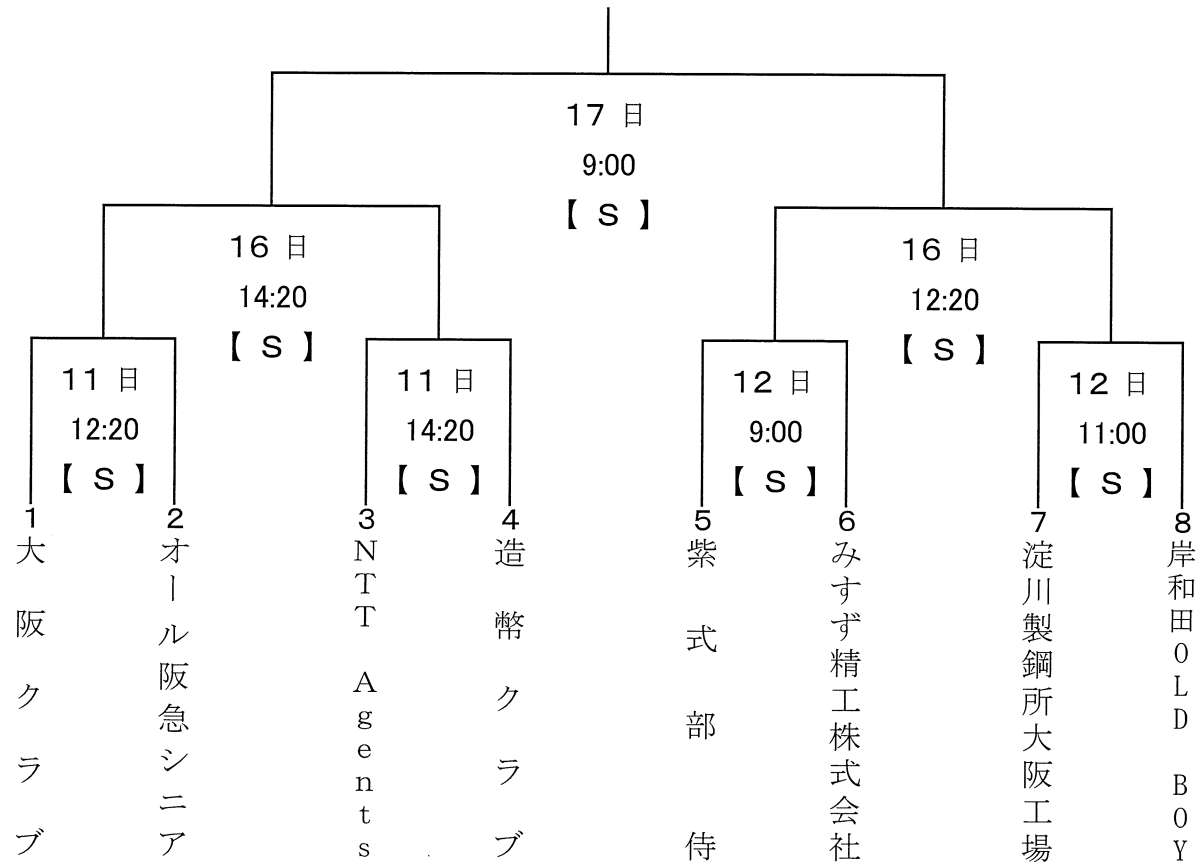 17 日
9:00
【 S 】
16 日
14:20
【 S 】
16 日
12:20
【 S 】
11 日
12:20
【 S 】
11 日
14:20
【 S 】
12 日
9:00
【 S 】
12 日
11:00
【 S 】
1
大阪クラブ
2
オール阪急シニア
3
NTT Agents
4
造幣クラブ
5
紫式部侍
6
みすず精工株式会社
7
淀川製鋼所大阪工場
8
岸和田OLD BOY